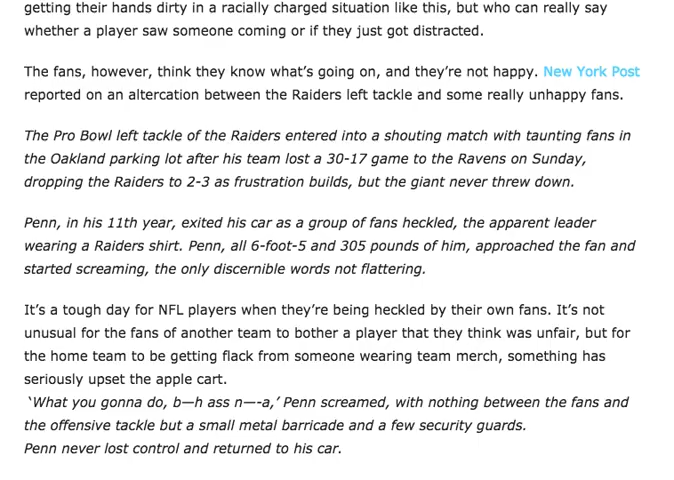 getting their hands dirty in a racially charged situation like this, but who can really say
whether a player saw someone coming or if they just got distracted.
The fans, however, think they know what’s going on, and they’re not happy. New York Post
reported on an altercation between the Raiders left tackle and some really unhappy fans.
The Pro Bowl left tackle of the Raiders entered into a shouting match with taunting fans in
the Oakland parking lot after his team lost a 30-17 game to the Ravens on Sunday,
dropping the Raiders to 2-3 as frustration builds, but the giant never threw down.
Penn, in his 11th year, exited his car as a group of fans heckled, the apparent leader
wearing a Raiders shirt. Penn, all 6-foot-5 and 305 pounds of him, approached the fan and
started screaming, the only discernible words not flattering.
It’s a tough day for NFL players when they’re being heckled by their own fans. It’s not
unusual for the fans of another team to bother a player that they think was unfair, but for
the home team to be getting flack from someone wearing team merch, something has
seriously upset the apple cart.
‘What you gonna do, b—h ass n—-a,’ Penn screamed, with nothing between the fans and
the offensive tackle but a small metal barricade and a few security guards.
Penn never lost control and returned to his car.